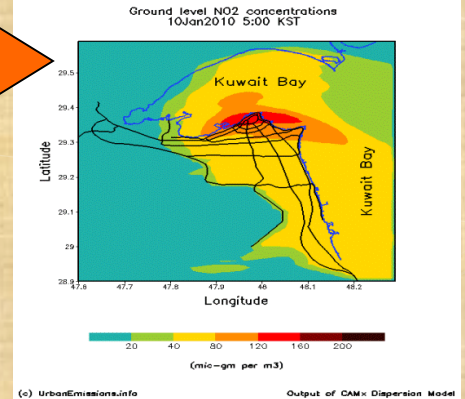 Ground level NO2 concentrations
10Jan2010 5:00 KST
29.5
29.4
29.3
29.2
29.1
29
28.9
Latitude
Kuwait Bay
Kuwait Bay
47.6 47.7 47.8 47.9 48 48.1 48.2
Longitude
20 40 80 120 160 200
(mic-gm per m3)
(c) UrbanEmissions.info Output of CAMx Dispersion Model